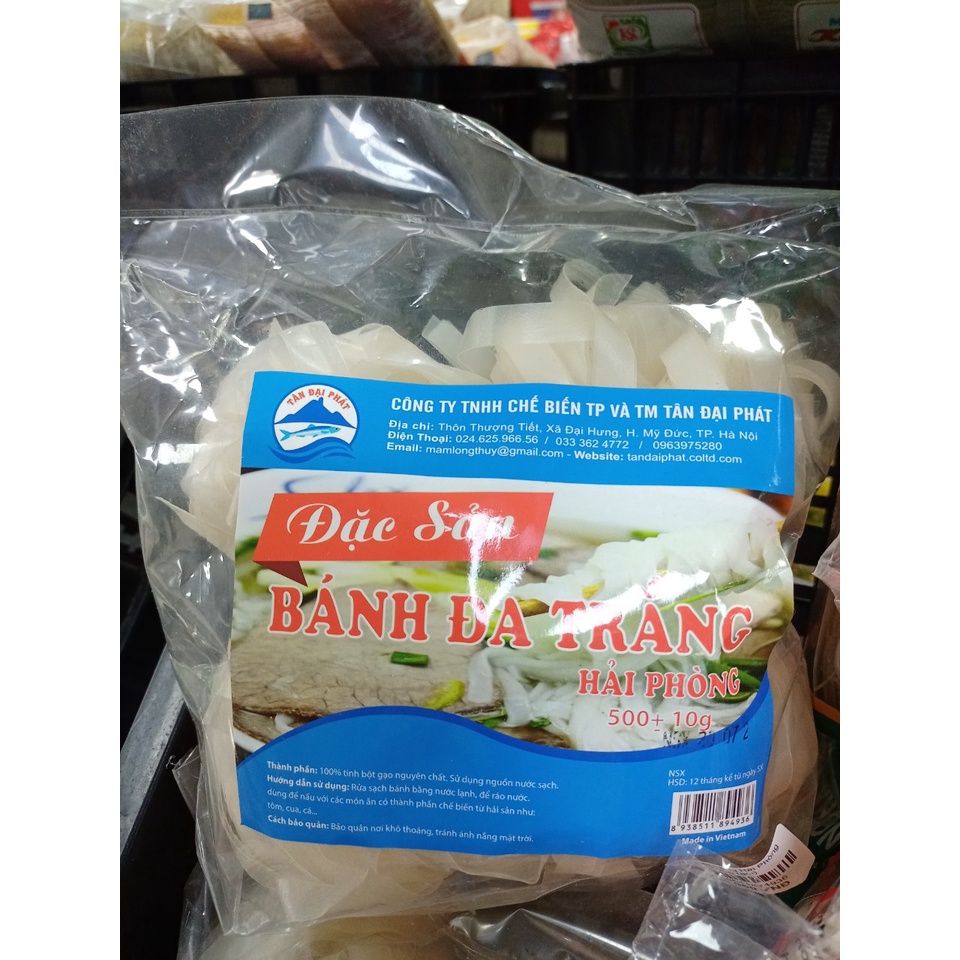 TÂN ĐẠI PHÁT
CÔNG TY TNHH CHẾ BIẾN TP VÀ TM TÂN ĐẠI PHÁT
Địa chỉ: Thôn Thượng Tiết, Xã Đại Hưng, H. Mỹ Đức, TP. Hà Nội
Điện Thoại: 024.625.966.56 / 033 362 4772 / 0963975280
Email: mamlongthuy@gmail.com - Website: tandaiphat.coltd.com
Đặc Sản
BÁNH ĐA TRẮNG
HẢI PHÒNG
500± 10g
Thành phần: 100% tinh bột gạo nguyên chất. Sử dụng nguồn nước sạch.
Hướng dẫn sử dụng: Rửa sạch bánh bằng nước lạnh, để ráo nước.
dùng để nấu với các món ăn có thành phần chế biến từ hải sản như:
tôm, cua, cá...
Cách bảo quản: Bảo quản nơi khô thoáng, tránh ánh nắng mặt trời.
NSX
HSD: 12 tháng kể từ ngày SX
8 938511 894936
Made in Vietnam